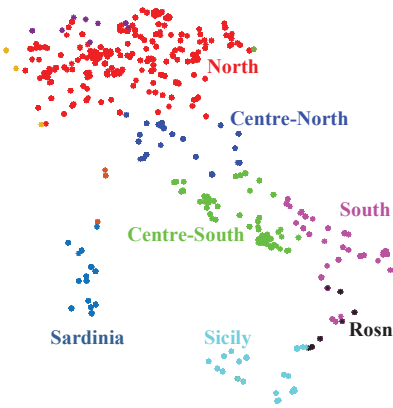 North
Centre-North
South
Centre-South
Rosn
Sardinia
Sicily